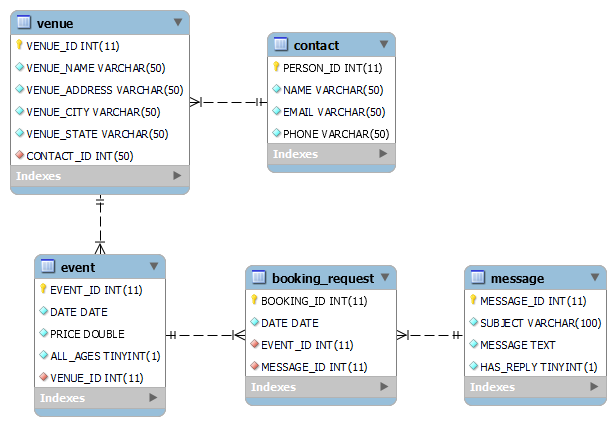 venue
VENUE_ID INT(11)
VENUE_NAME VARCHAR(50)
VENUE_ADDRESS VARCHAR(50)
VENUE_CITY VARCHAR(50)
VENUE_STATE VARCHAR(50)
CONTACT_ID INT(50)
Indexes
contact
PERSON_ID INT(11)
NAME VARCHAR(50)
EMAIL VARCHAR(50)
PHONE VARCHAR(50)
Indexes
event
EVENT_ID INT(11)
DATE DATE
PRICE DOUBLE
ALL_AGES TINYINT(1)
VENUE_ID INT(11)
Indexes
booking_request
BOOKING_ID INT(11)
DATE DATE
EVENT_ID INT(11)
MESSAGE_ID INT(11)
Indexes
message
MESSAGE_ID INT(11)
SUBJECT VARCHAR(100)
MESSAGE TEXT
HAS_REPLY TINYINT(1)
Indexes